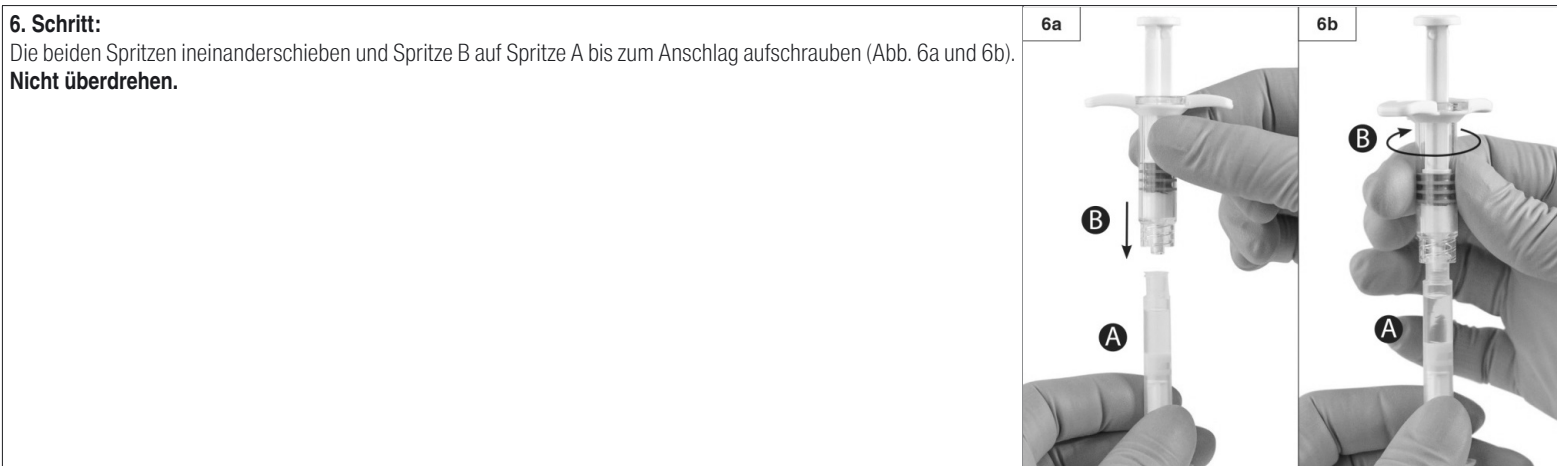 6. Schritt:
Die beiden Spritzen ineinanderschieben und Spritze B auf Spritze A bis zum Anschlag aufschrauben (Abb. 6a und 6b).
Nicht überdrehen.
6a
B
A
6b
B
A